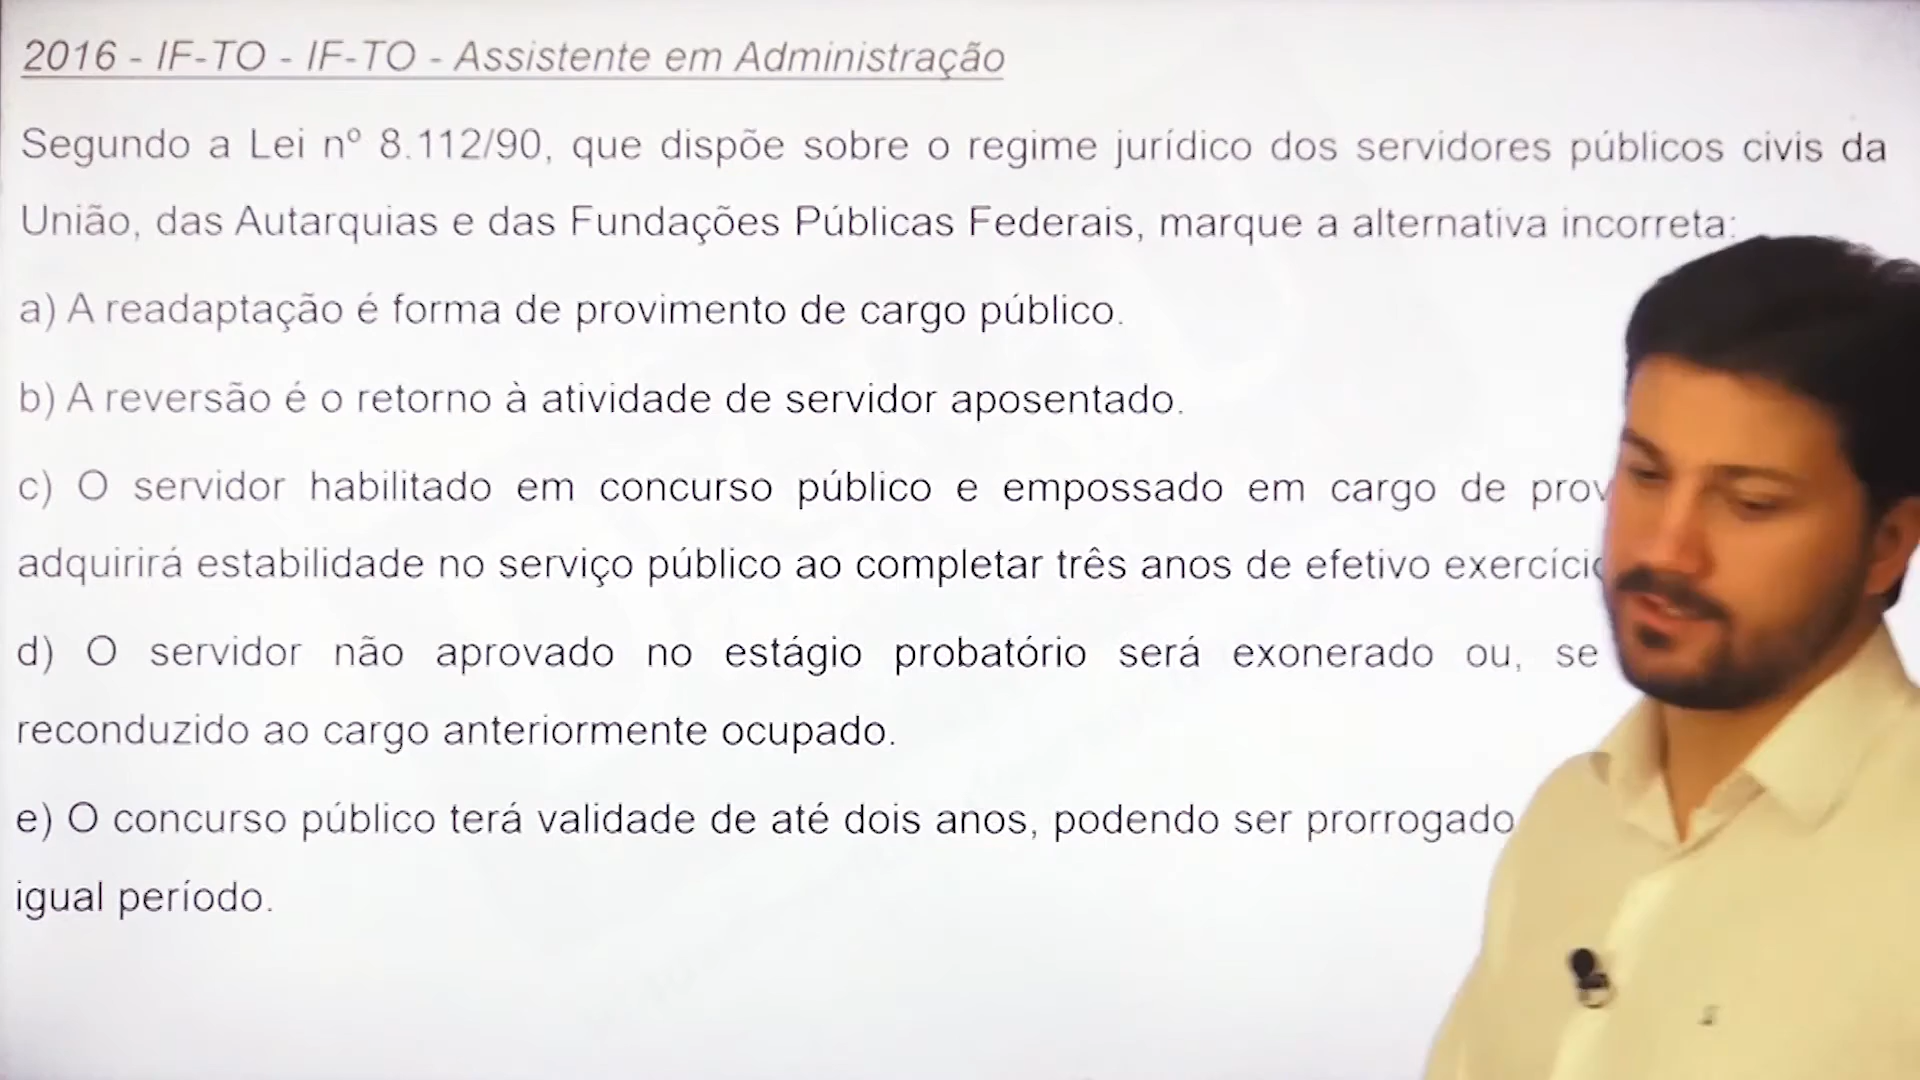 2016 - IF-TO - IF-TO - Assistente em Administração
Segundo a Lei nº 8.112/90, que dispõe sobre o regime jurídico dos servidores públicos civis da
União, das Autarquias e das Fundações Públicas Federais, marque a alternativa incorreta:
a) A readaptação é forma de provimento de cargo público.
b) A reversão é o retorno à atividade de servidor aposentado.
c) O servidor habilitado em concurso público e empossado em cargo de
adquirirá estabilidade no serviço público ao completar três anos de efetivo
d) O servidor não aprovado no estágio probatório será exonerado ou, se
reconduzido ao cargo anteriormente ocupado.
e) O concurso público terá validade de até dois anos, podendo ser prorrogado
igual período.